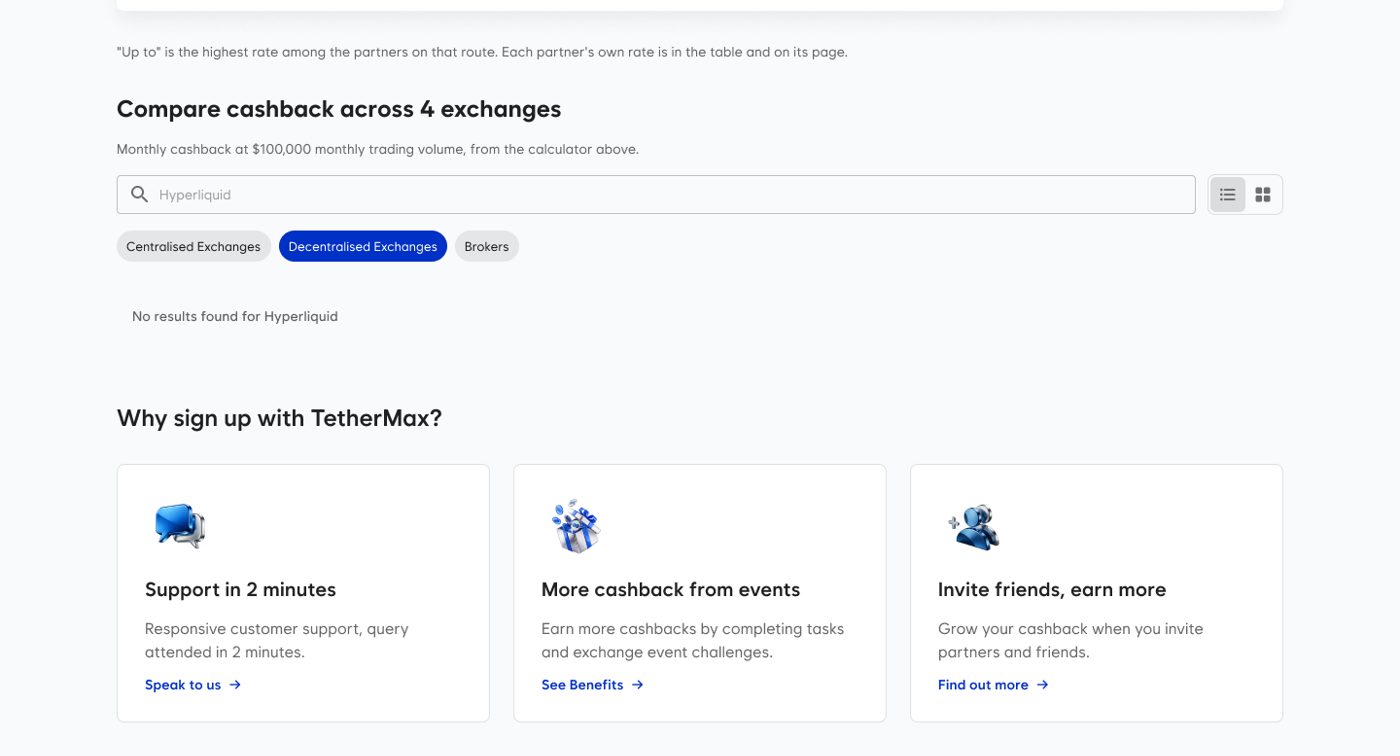 "Up to" is the highest rate among the partners on that route. Each partner's own rate is in the table and on its page.
Compare cashback across 4 exchanges
Monthly cashback at $100,000 monthly trading volume, from the calculator above.
Hyperliquid
Centralised Exchanges
Decentralised Exchanges
Brokers
No results found for Hyperliquid
Why sign up with TetherMax?
Support in 2 minutes
Responsive customer support, query
attended in 2 minutes.
Speak to us
More cashback from events
Earn more cashbacks by completing tasks
and exchange event challenges.
See Benefits
Invite friends, earn more
Grow your cashback when you invite
partners and friends.
Find out more